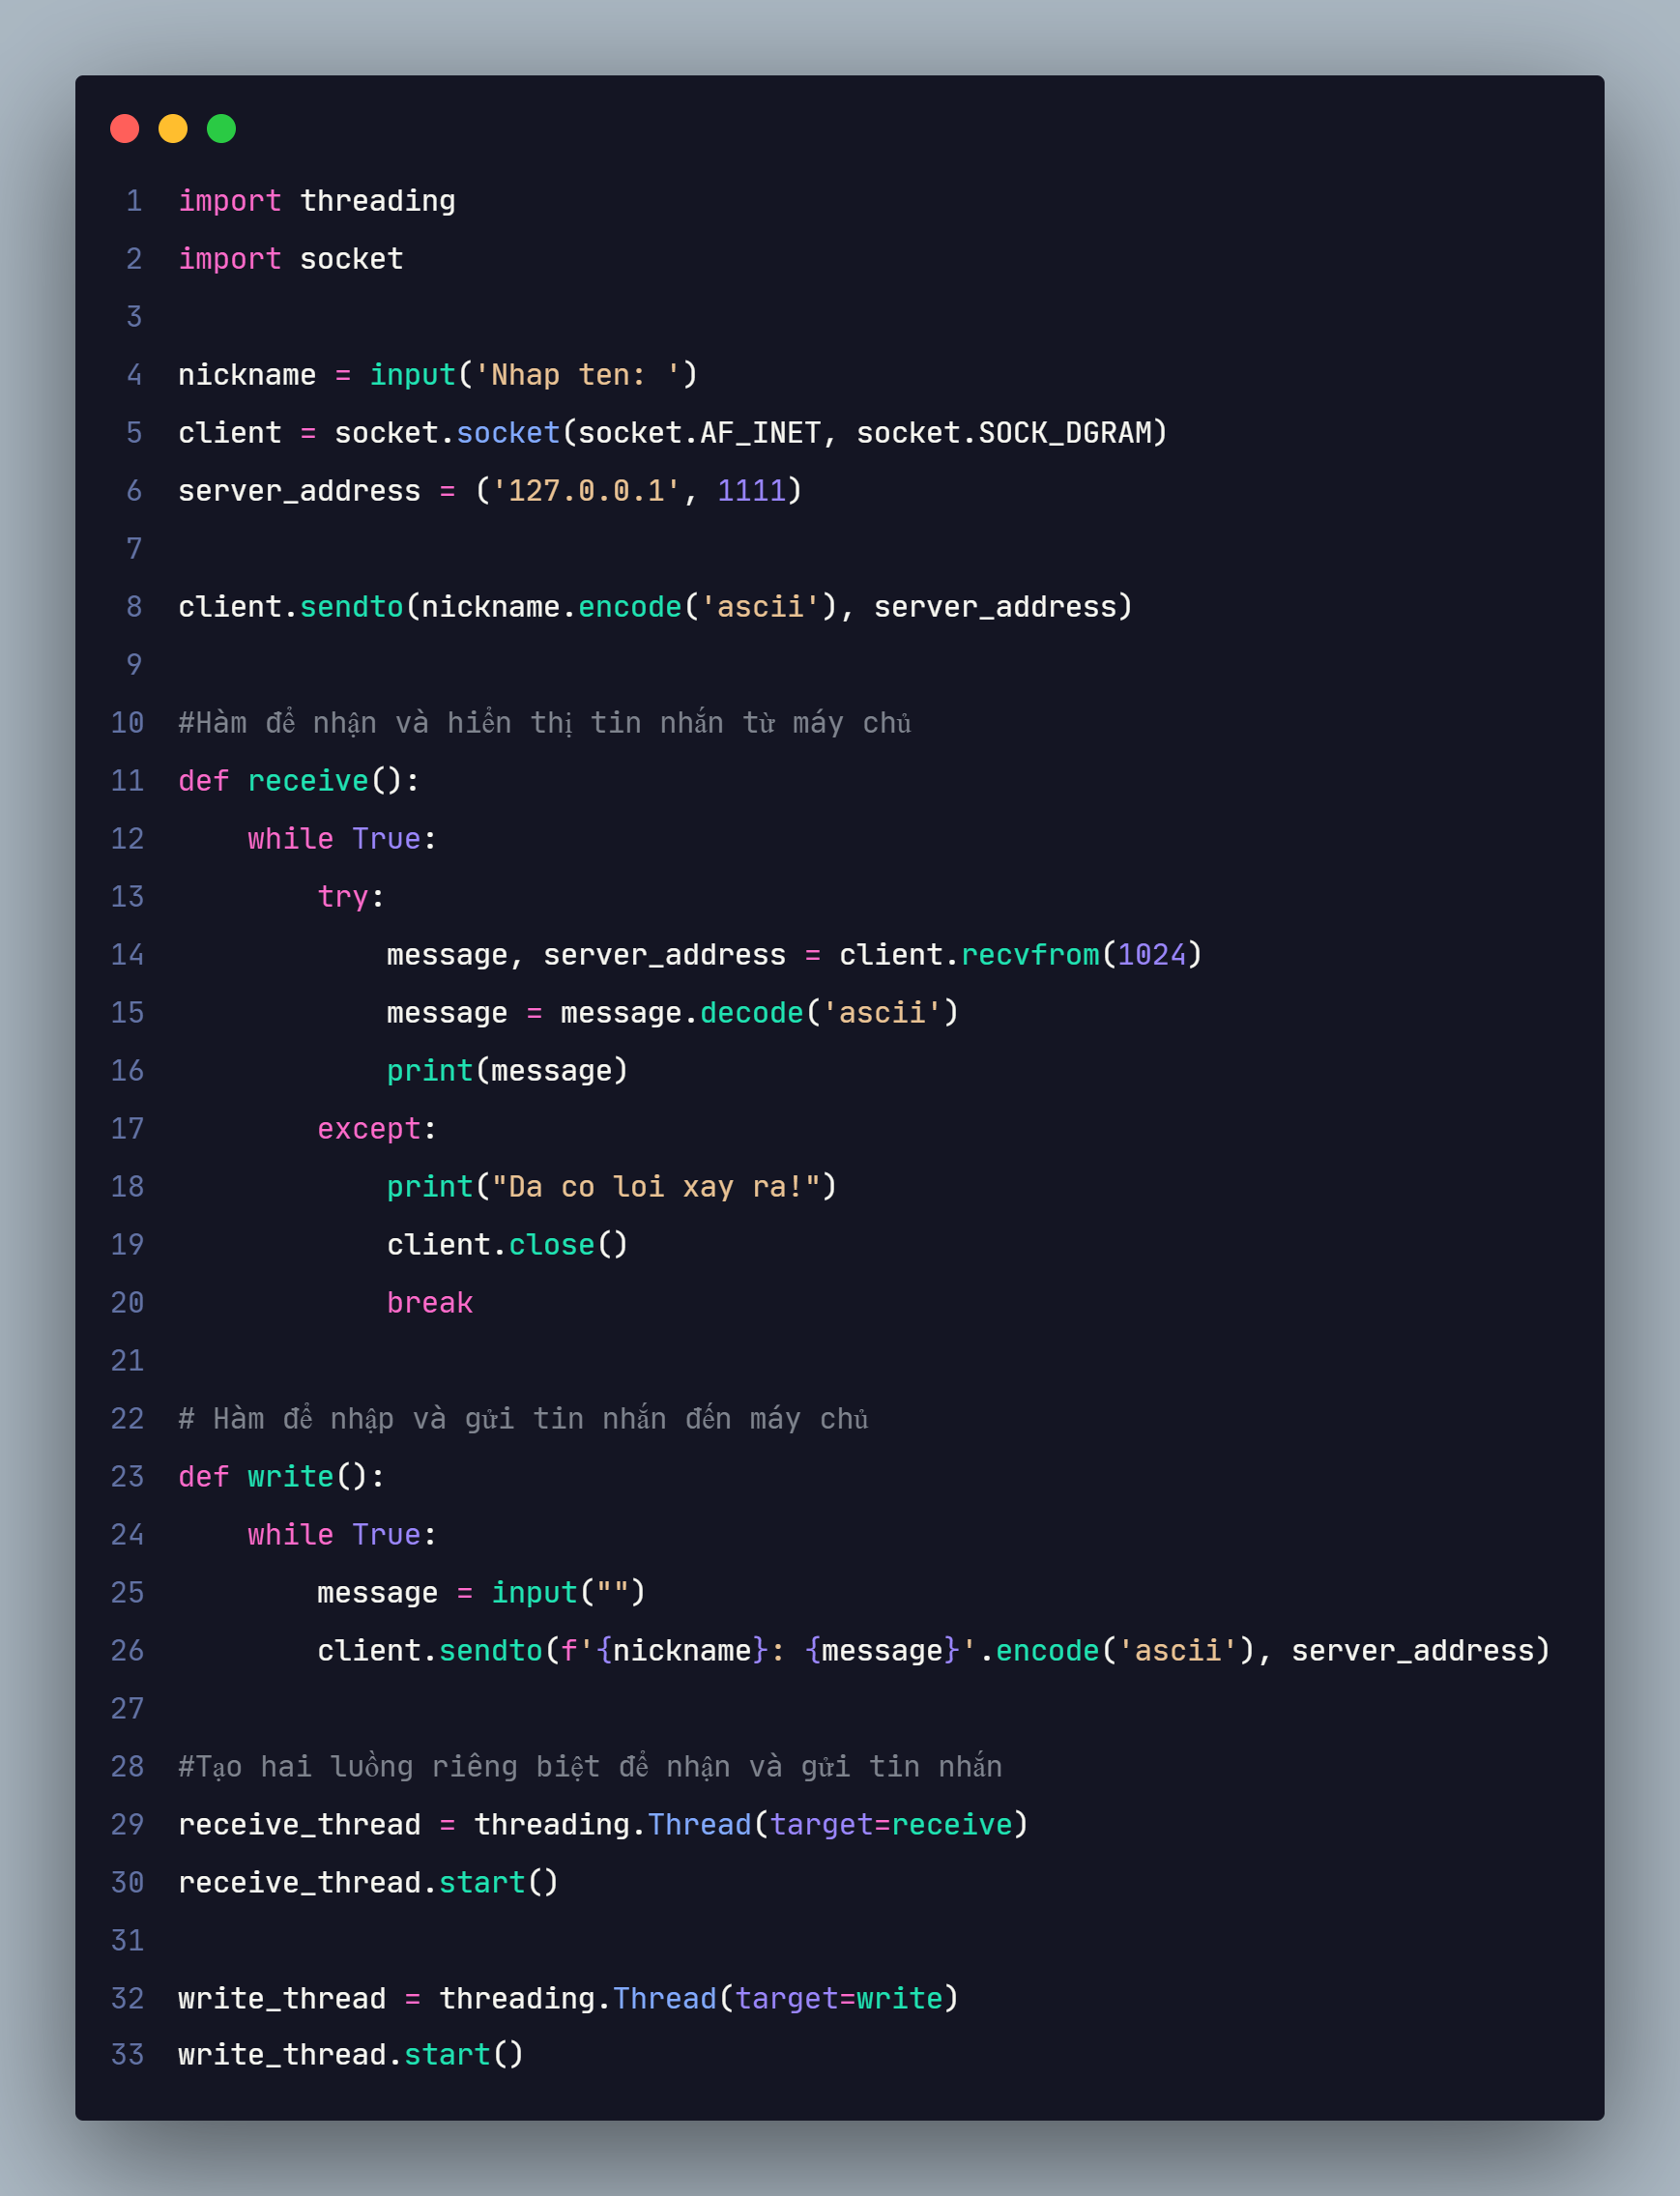 1 import threading
2 import socket
3
4 nickname = input('Nhap ten: ')
5 client = socket.socket(socket.AF_INET, socket.SOCK_DGRAM)
6 server_address = ('127.0.0.1', 1111)
7
8 client.sendto(nickname.encode('ascii'), server_address)
9
10 #Hàm để nhận và hiển thị tin nhắn từ máy chủ
11 def receive():
12     while True:
13         try:
14             message, server_address = client.recvfrom(1024)
15             message = message.decode('ascii')
16             print(message)
17         except:
18             print("Da co loi xay ra!")
19             client.close()
20             break
21
22 # Hàm để nhập và gửi tin nhắn đến máy chủ
23 def write():
24     while True:
25         message = input("")
26         client.sendto(f'{nickname}: {message}'.encode('ascii'), server_address)
27
28 #Tạo hai luồng riêng biệt để nhận và gửi tin nhắn
29 receive_thread = threading.Thread(target=receive)
30 receive_thread.start()
31
32 write_thread = threading.Thread(target=write)
33 write_thread.start()